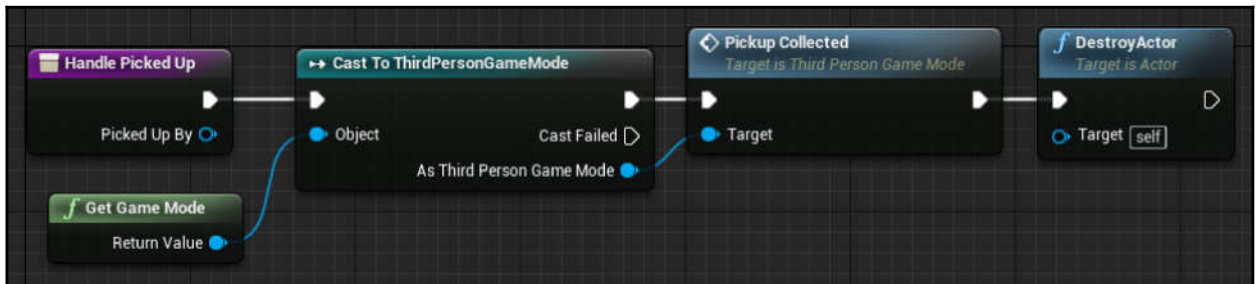 Handle Picked Up
Picked Up By
Cast To ThirdPersonGameMode
Object
Cast Failed
As Third Person Game Mode
Pickup Collected
Target is Third Person Game Mode
Target
DestroyActor
Target is Actor
Target self
Get Game Mode
Return Value